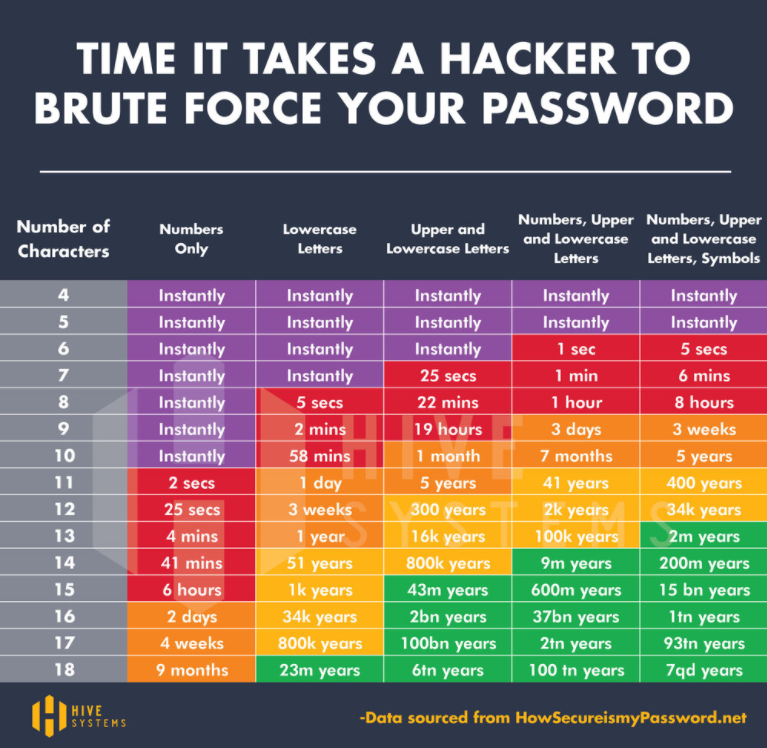 TIME IT TAKES A HACKER TO
BRUTE FORCE YOUR PASSWORD
Number of Characters Numbers Only Lowercase Letters Upper and Lowercase Letters Numbers, Upper and Lowercase Letters Numbers, Upper and Lowercase Letters, Symbols
4 Instantly Instantly Instantly Instantly Instantly
5 Instantly Instantly Instantly Instantly Instantly
6 Instantly Instantly Instantly 1 sec 5 secs
7 Instantly Instantly 25 secs 1 min 6 mins
8 Instantly 5 secs 22 mins 1 hour 8 hours
9 Instantly 2 mins 19 hours 3 days 3 weeks
10 Instantly 58 mins 1 month 7 months 5 years
11 2 secs 1 day 5 years 41 years 400 years
12 25 secs 3 weeks 300 years 2k years 34k years
13 4 mins 1 year 16k years 100k years 2m years
14 41 mins 51 years 800k years 9m years 200m years
15 6 hours 1k years 43m years 600m years 15 bn years
16 2 days 34k years 2bn years 37bn years 1tn years
17 4 weeks 800k years 100bn years 2tn years 93tn years
18 9 months 23m years 6tn years 100 tn years 7qd years
HIVE
SYSTEMS
HIVE
SYSTEMS
-Data sourced from HowSecureismyPassword.net